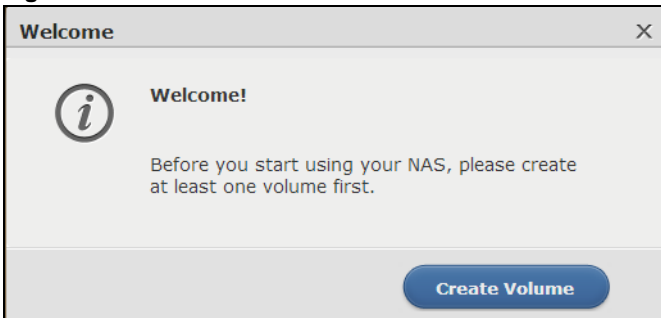 Welcome
Welcome!
Before you start using your NAS, please create
at least one volume first.
Create Volume